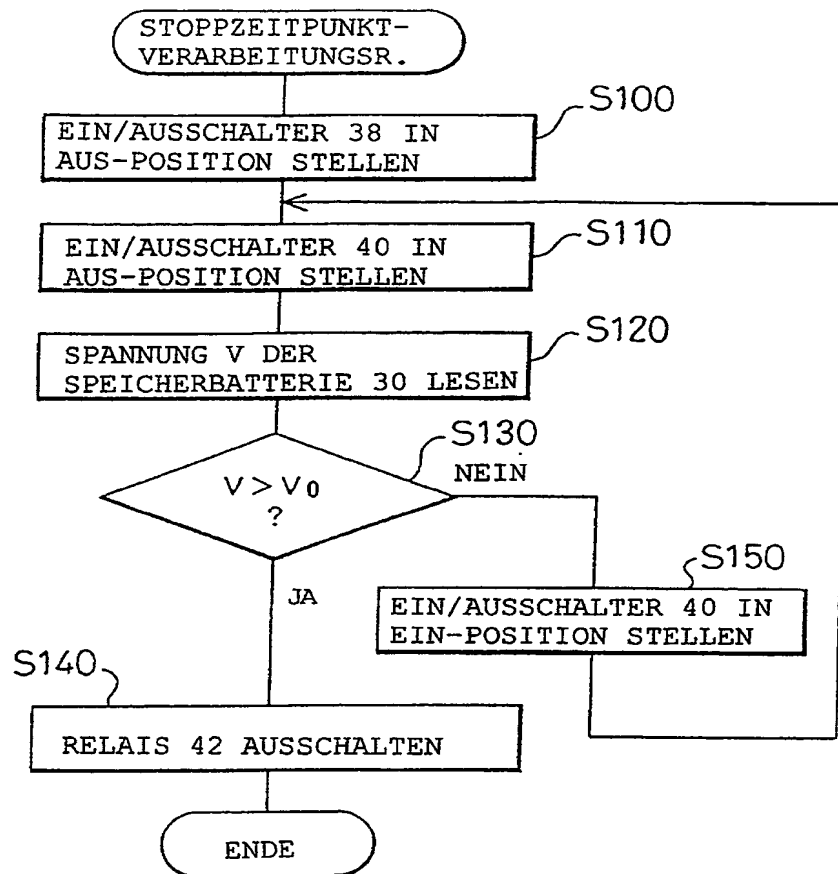 STOPPZEITPUNKT-
VERARBEITUNGSR.
S100
EIN/AUSSCHALTER 38 IN
AUS-POSITION STELLEN
S110
EIN/AUSSCHALTER 40 IN
AUS-POSITION STELLEN
S120
SPANNUNG V DER
SPEICHERBATTERIE 30 LESEN
S130
V > V0
?
NEIN
JA
S150
EIN/AUSSCHALTER 40 IN
EIN-POSITION STELLEN
S140
RELAIS 42 AUSSCHALTEN
ENDE